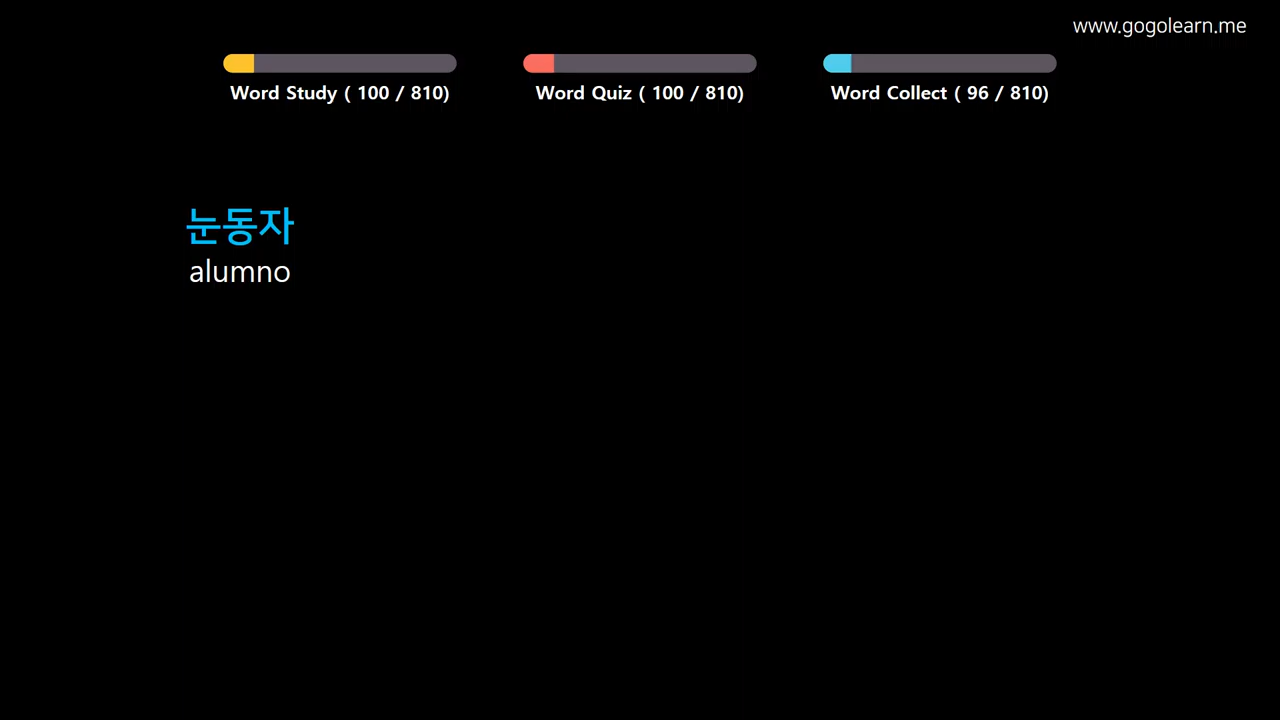 www.gogolearn.me
Word Study ( 100 / 810)
Word Quiz ( 100 / 810)
Word Collect ( 96 / 810)
눈동자
alumno